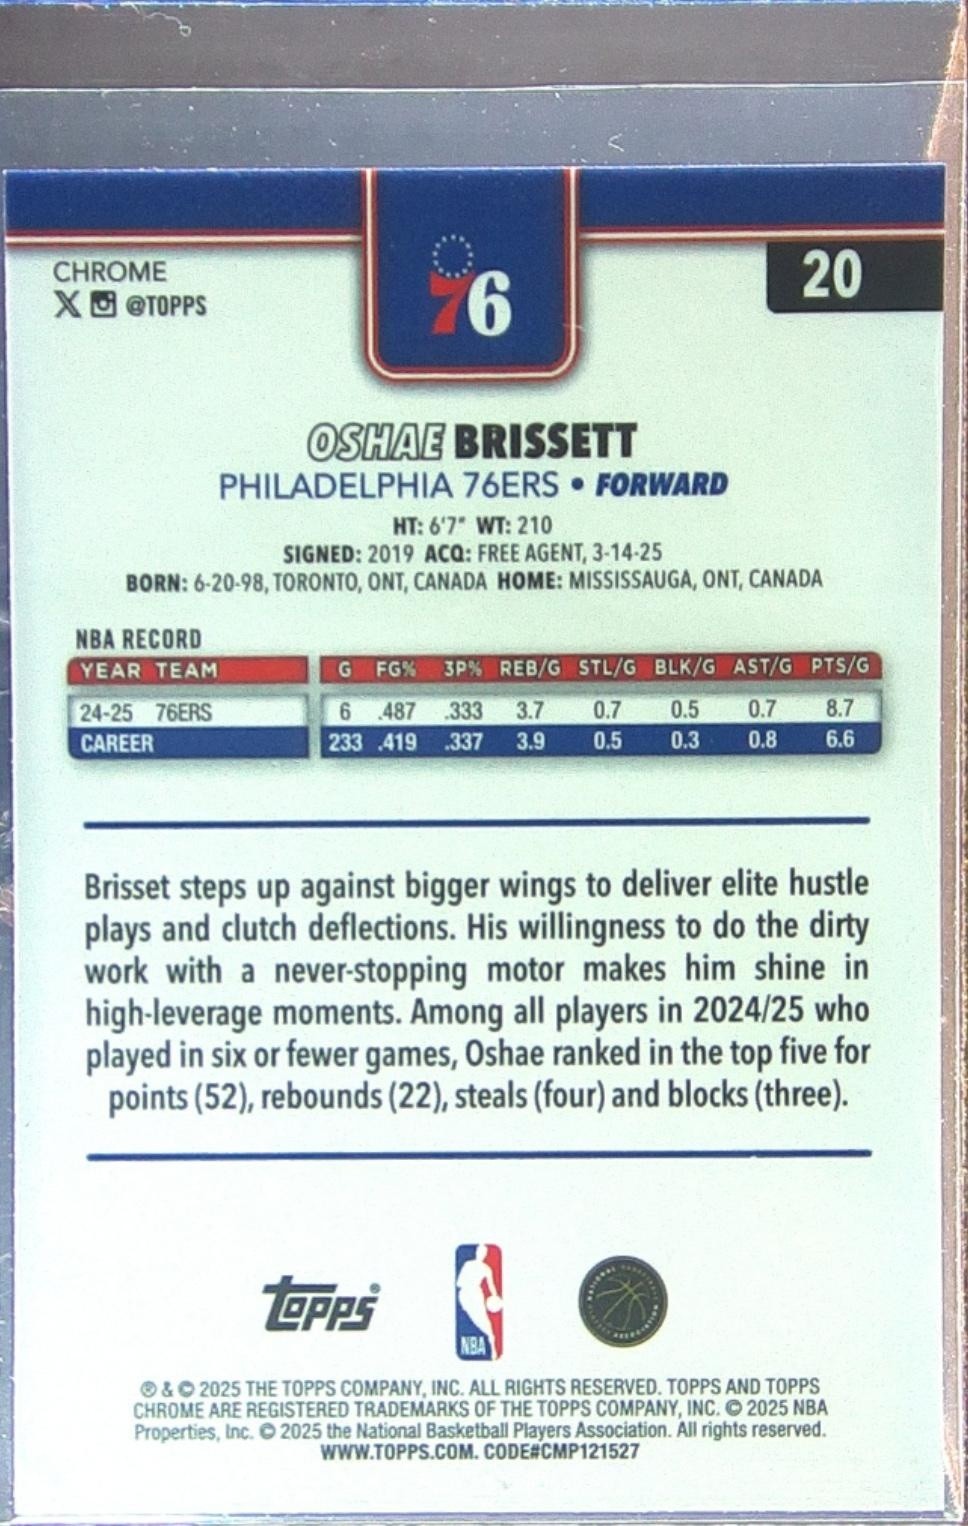 CHROME
20
@TOPPS
76
OSHAE BRISSETT
PHILADELPHIA 76ERS • FORWARD
HT: 6'7" WT: 210
SIGNED: 2019 ACQ: FREE AGENT, 3-14-25
BORN: 6-20-98, TORONTO, ONT, CANADA HOME: MISSISSAUGA, ONT, CANADA
NBA RECORD
YEAR TEAM G FG% 3P% REB/G STL/G BLK/G AST/G PTS/G
24-25 76ERS 6 .487 .333 3.7 0.7 0.5 0.7 8.7
CAREER 233 .419 .337 3.9 0.5 0.3 0.8 6.6
Brisset steps up against bigger wings to deliver elite hustle
plays and clutch deflections. His willingness to do the dirty
work with a never-stopping motor makes him shine in
high-leverage moments. Among all players in 2024/25 who
played in six or fewer games, Oshae ranked in the top five for
points (52), rebounds (22), steals (four) and blocks (three).
Topps®
NBA
® & © 2025 THE TOPPS COMPANY, INC. ALL RIGHTS RESERVED. TOPPS AND TOPPS
CHROME ARE REGISTERED TRADEMARKS OF THE TOPPS COMPANY, INC. © 2025 NBA
Properties, Inc. © 2025 the National Basketball Players Association. All rights reserved.
WWW.TOPPS.COM. CODE#CMP121527